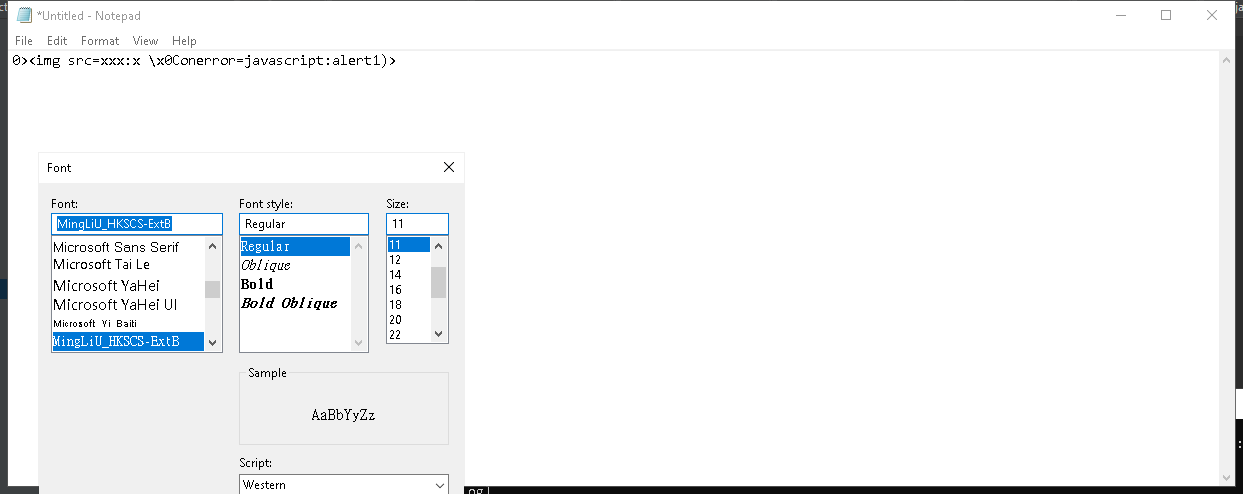 *Untitled - Notepad
File Edit Format View Help
0><img src=xxx:x \x0Conerror=javascript:alert1)>
Font
Font: Font style: Size:
MingLiU_HKSCS-ExtB Regular 11
Microsoft Sans Serif Regular 11
Microsoft Tai Le Oblique 12
Microsoft YaHei Bold 14
Microsoft YaHei UI Bold Oblique 16
Microsoft Yi Baiti 18
MingLiU_HKSCS-ExtB 20
22
Sample
AaBbYyZz
Script:
Western